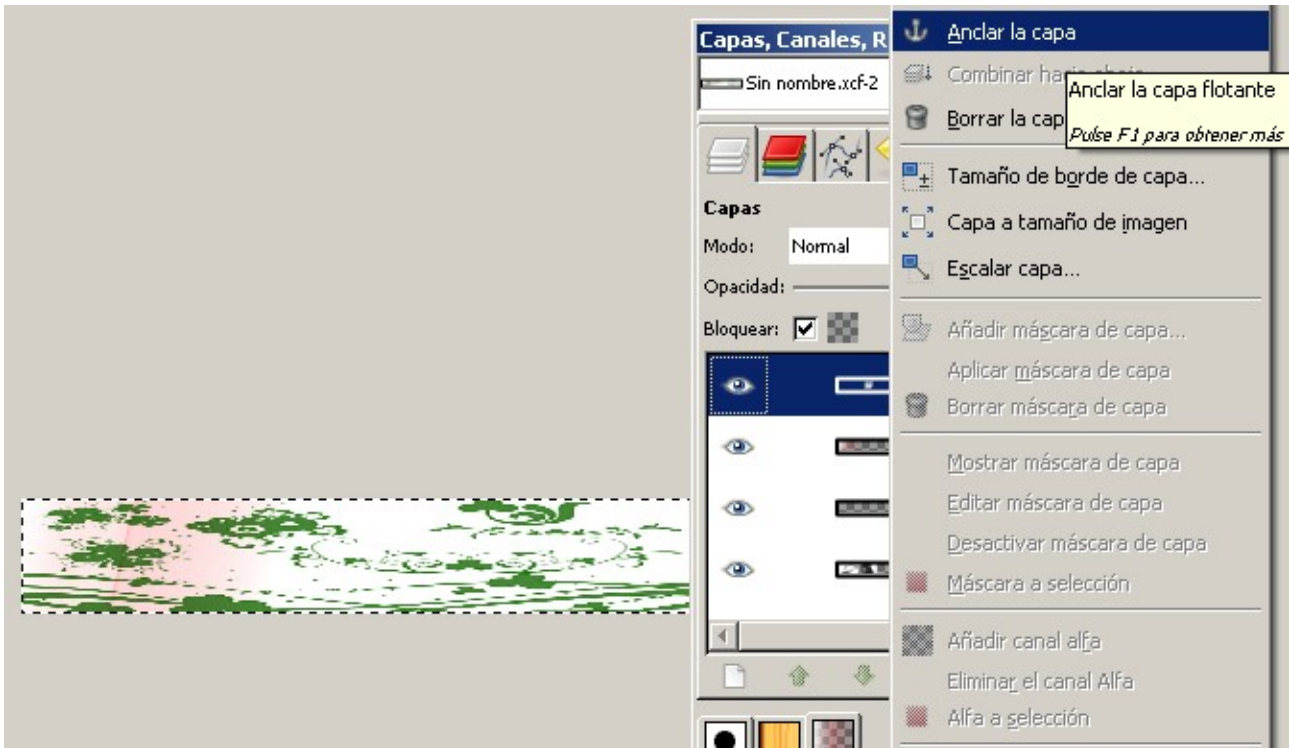 Capas, Canales, R
Sin nombre.xcf-2
Capas
Modo: Normal
Opacidad:
Bloquear:
Anclar la capa
Combinar
Borrar la cap
Anclar la capa flotante
Pulse F1 para obtener más
Tamaño de borde de capa...
Capa a tamaño de imagen
Escalar capa...
Añadir máscara de capa...
Aplicar máscara de capa
Borrar máscara de capa
Mostrar máscara de capa
Editar máscara de capa
Desactivar máscara de capa
Máscara a selección
Añadir canal alfa
Eliminar el canal Alfa
Alfa a selección